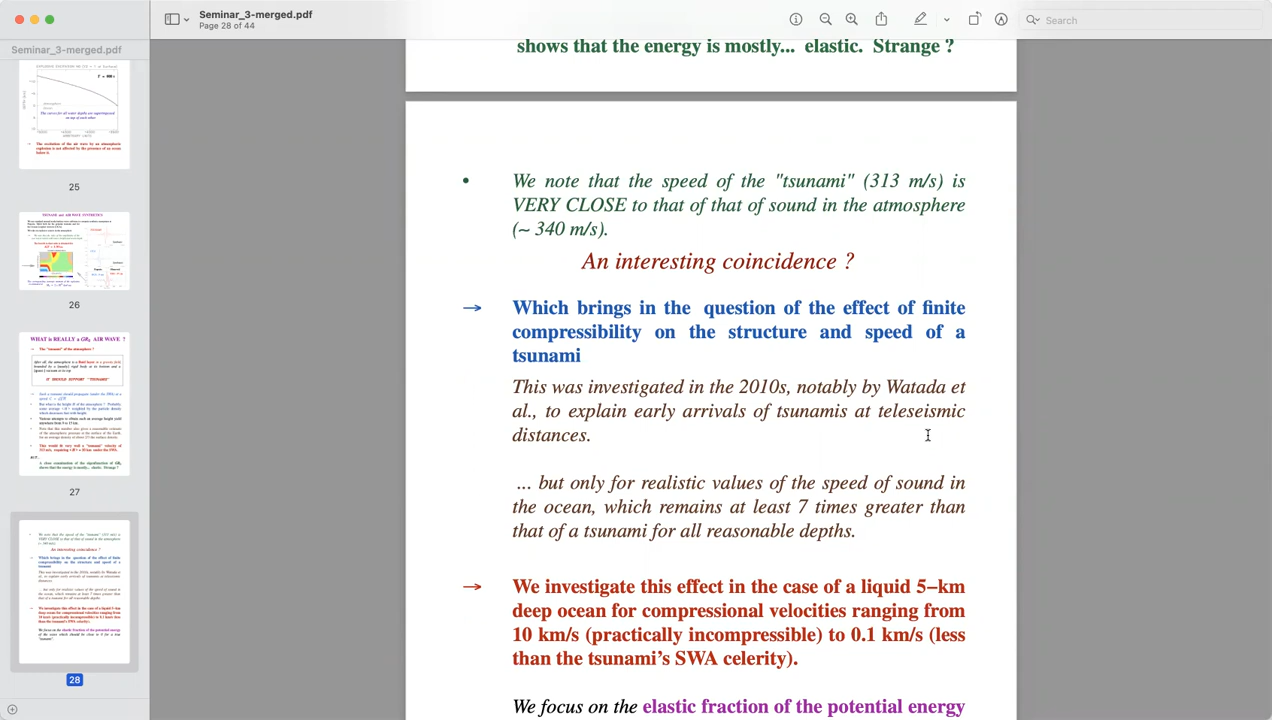 Seminar_3-merged.pdf
Page 28 of 44
Search
Seminar_3-merged.pdf
25
26
WHAT is REALLY a GR₀ AIR WAVE ?
27
28
shows that the energy is mostly... elastic. Strange ?
• We note that the speed of the "tsunami" (313 m/s) is
VERY CLOSE to that of that of sound in the atmosphere
(~ 340 m/s).
An interesting coincidence ?
→ Which brings in the question of the effect of finite
compressibility on the structure and speed of a
tsunami
This was investigated in the 2010s, notably by Watada et
al., to explain early arrivals of tsunamis at teleseismic
distances.
... but only for realistic values of the speed of sound in
the ocean, which remains at least 7 times greater than
that of a tsunami for all reasonable depths.
→ We investigate this effect in the case of a liquid 5–km
deep ocean for compressional velocities ranging from
10 km/s (practically incompressible) to 0.1 km/s (less
than the tsunami's SWA celerity).
We focus on the elastic fraction of the potential energy